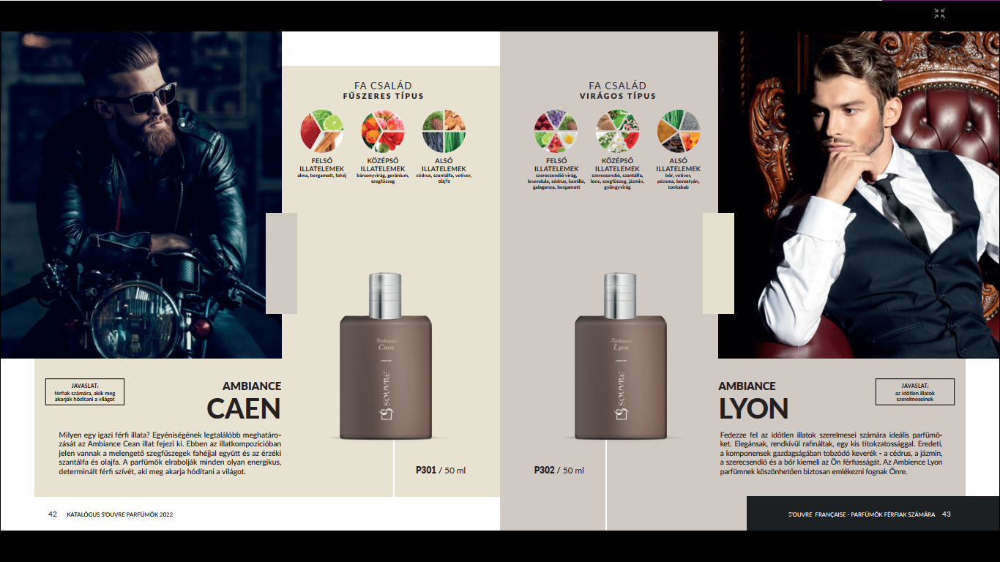 FA CSALÁD
FŰSZERES TÍPUS
FELSŐ
ILLATELEMEK
alma, bergamott, fahéj
KÖZÉPSŐ
ILLATELEMEK
bársonyvirág, geránium,
szegfűszeg
ALSÓ
ILLATELEMEK
cédrus, szantálfa, vetiver,
olajfa
Ambiance
Caen
S'OUVRE
JAVASLAT:
férfiak számára, akik meg
akarják hódítani a világot
AMBIANCE
CAEN
Milyen egy igazi férfi illata? Egyéniségének legtalálóbb meghatáro-
zását az Ambiance Cean illat fejezi ki. Ebben az illatkompozícióban
jelen vannak a melengető szegfűszegek fahéjjal együtt és az érzéki
szantálfa és olajfa. A parfümök elrabolják minden olyan energikus,
determinált férfi szívét, aki meg akarja hódítani a világot.
P301 / 50 ml
42 KATALÓGUS S'OUVRE PARFÜMÖK 2022
FA CSALÁD
VIRÁGOS TÍPUS
FELSŐ
ILLATELEMEK
szerecsendió virág,
levendula, cédrus, kamilla,
galagonya, bergamott
KÖZÉPSŐ
ILLATELEMEK
szerecsendió, szantálfa,
lonc, szegfűszeg, jázmin,
gyöngyvirág
ALSÓ
ILLATELEMEK
bőr, vetiver,
pézsma, borostyán,
tonkabab
Ambiance
Lyon
S'OUVRE
AMBIANCE
LYON
JAVASLAT:
az időtlen illatok
szerelmeseinek
Fedezze fel az időtlen illatok szerelmesei számára ideális parfümö-
ket. Elegánsak, rendkívül rafináltak, egy kis titokzatossággal. Eredeti,
a komponensek gazdagságában tobzódó keverék - a cédrus, a jázmin,
a szerecsendió és a bőr kiemeli az Ön férfiasságát. Az Ambience Lyon
parfümnek köszönhetően biztosan emlékezni fognak Önre.
P302 / 50 ml
S'OUVRE FRANÇAISE - PARFÜMÖK FÉRFIAK SZÁMÁRA 43